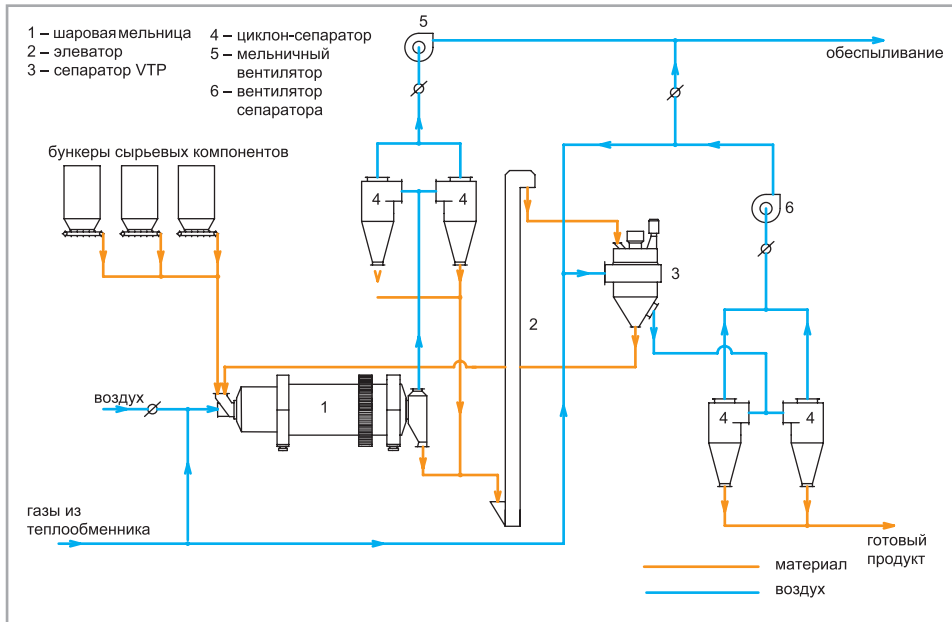 1 – шаровая мельница
2 – элеватор
3 – сепаратор VTP
4 – циклон-сепаратор
5 – мельничный
вентилятор
6 – вентилятор
сепаратора
5
обеспыливание
бункеры сырьевых компонентов
4
4
6
3
2
воздух
1
4
4
газы из
теплообменника
готовый
продукт
материал
воздух